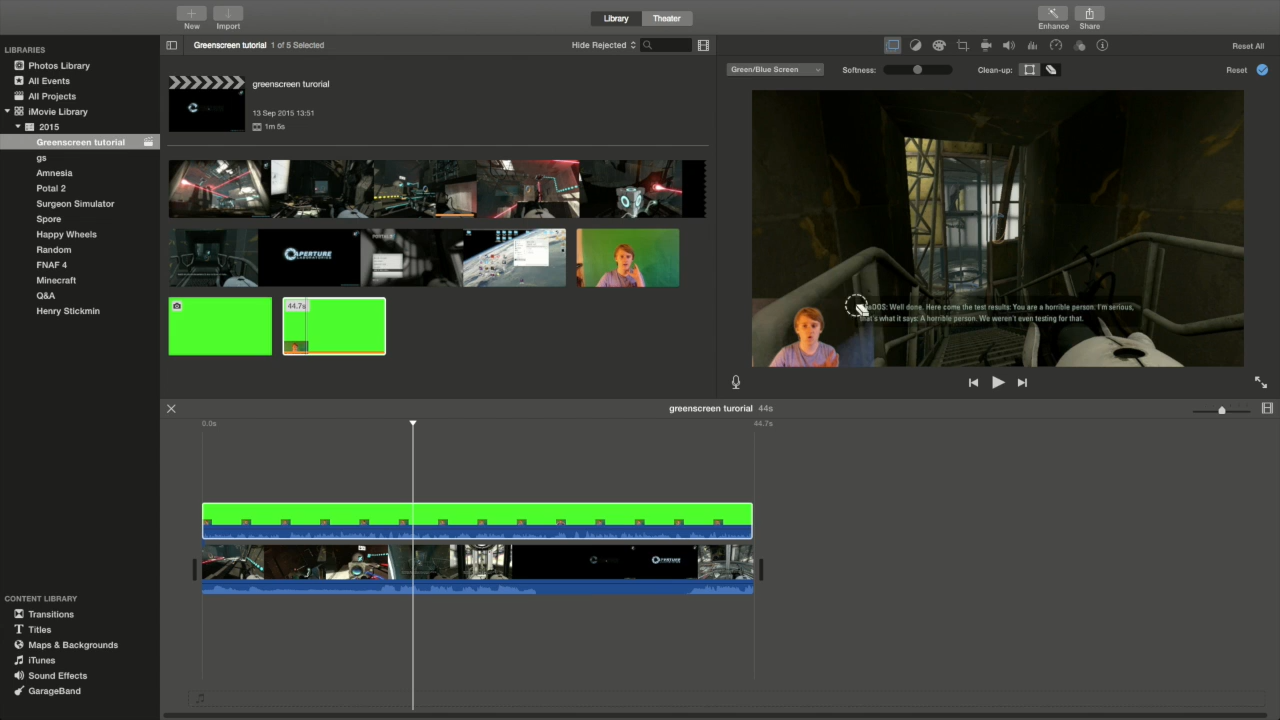 New
Import
Library
Theater
Enhance
Share
LIBRARIES
Photos Library
All Events
All Projects
iMovie Library
2015
Greenscreen tutorial
gs
Amnesia
Potal 2
Surgeon Simulator
Spore
Happy Wheels
Random
FNAF 4
Minecraft
Q&A
Henry Stickmin
CONTENT LIBRARY
Transitions
Titles
Maps & Backgrounds
iTunes
Sound Effects
GarageBand
Greenscreen tutorial 1 of 5 Selected
Hide Rejected
greenscreen turorial
13 Sep 2015 13:51
1m 5s
APERTURE
44.7s
Reset All
Green/Blue Screen
Softness:
Clean-up:
Reset
DOS: Well done. Here come the test results: You are a horrible person. I'm serious,
that's what it says: A horrible person. We weren't even testing for that.
greenscreen turorial 44s
0.0s
44.7s